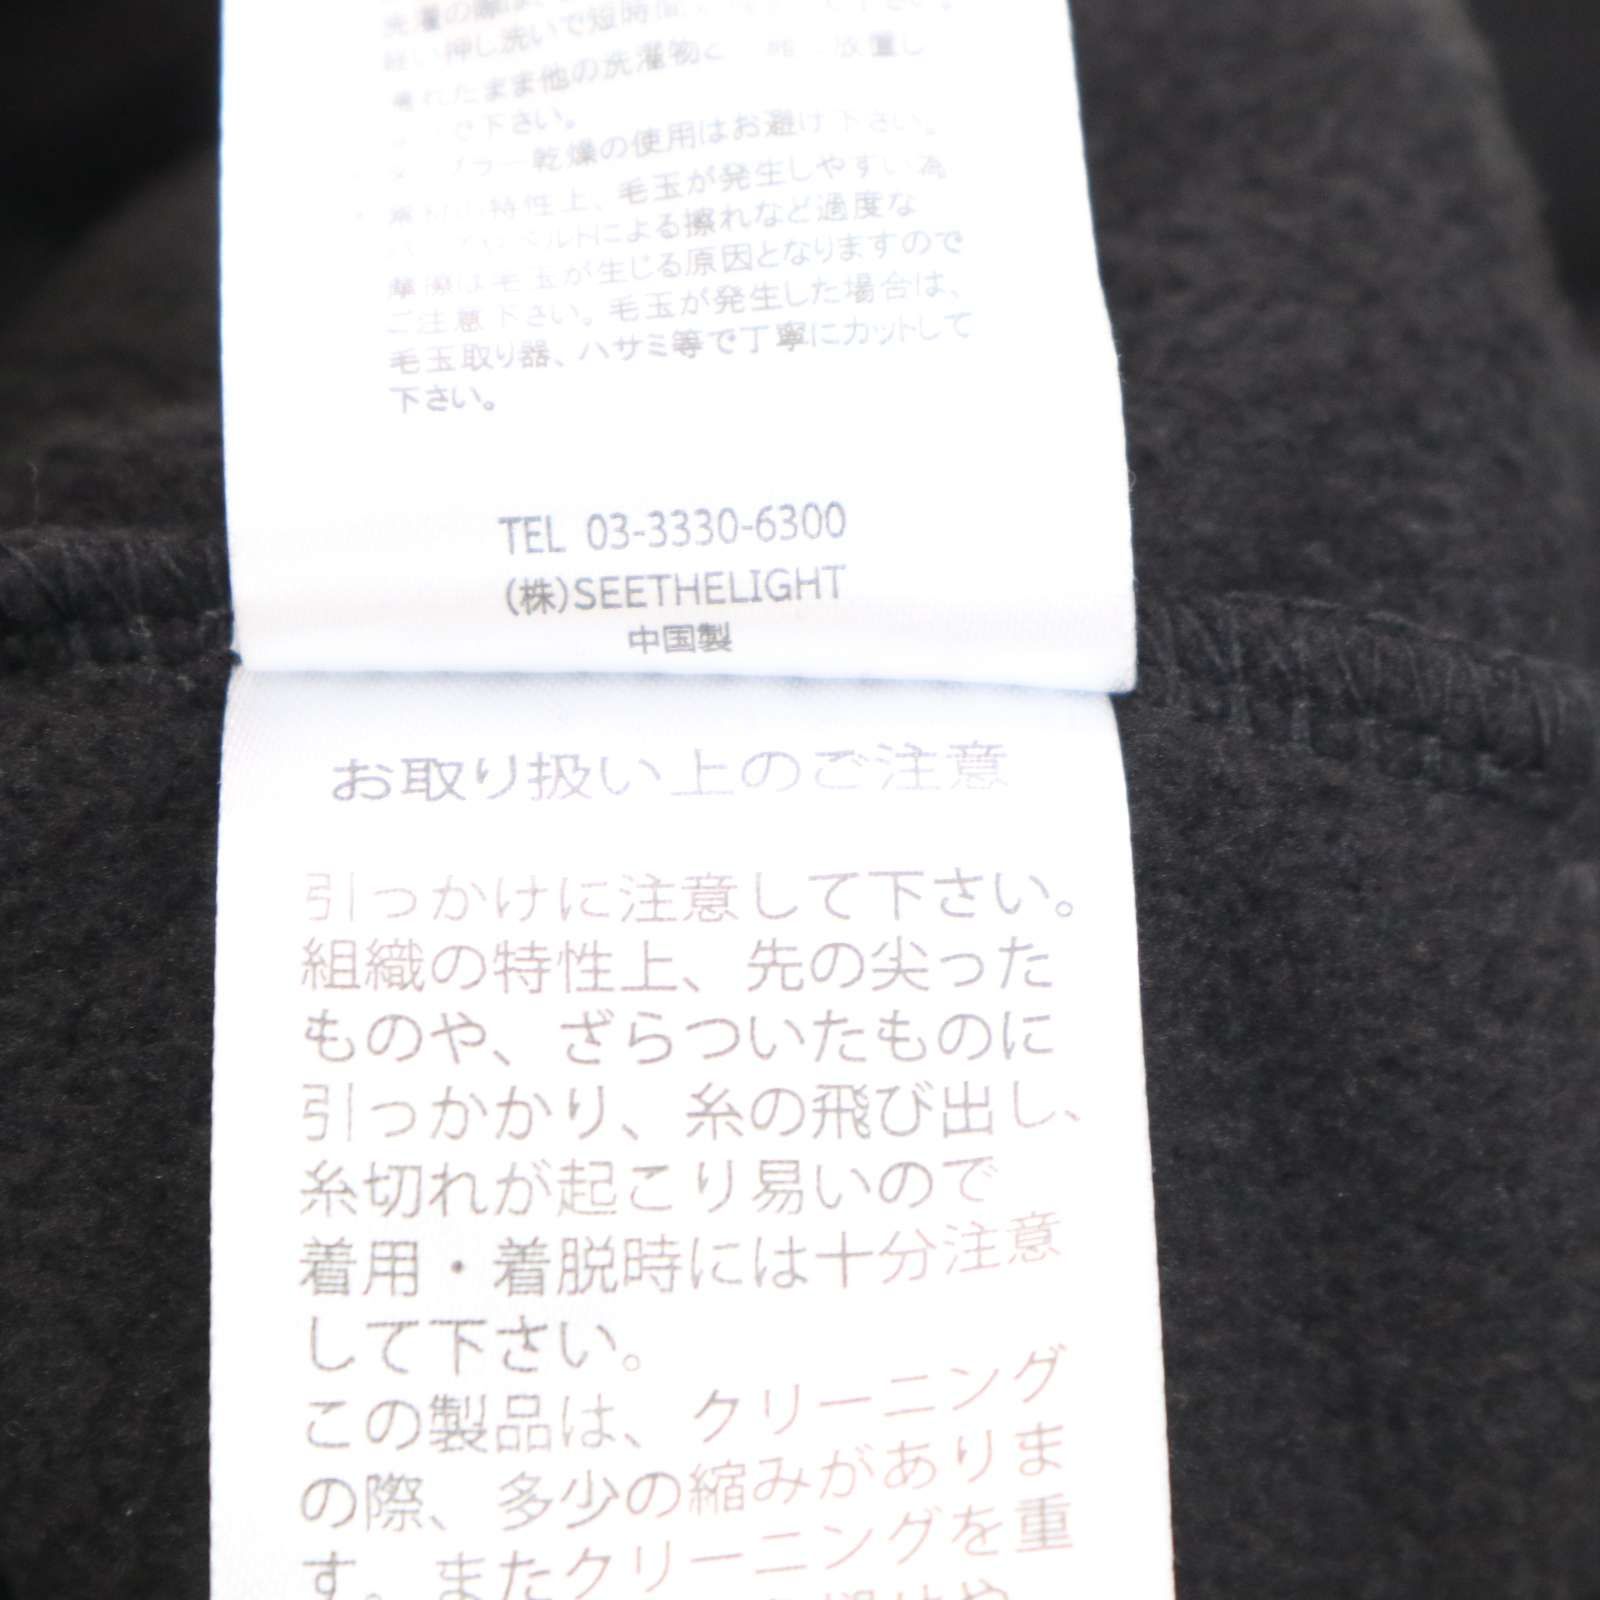 洗濯の際は、
軽い押し洗いで短時間 下さい。
濡れたまま他の洗濯物と 放置し
で下さい。
乾燥の使用はお避け下さい。
特性上、毛玉が発生しやすい為
ベルト による擦れなど過度な
摩擦は毛玉が生じる原因となりますので
ご注意下さい。毛玉が発生した場合は、
毛玉取り器、ハサミ等で丁寧にカットして
下さい。
TEL 03-3330-6300
(株)SEETHELIGHT
中国製
お取り扱い上のご注意
引っかけに注意して下さい。
組織の特性上、先の尖った
ものや、ざらついたものに
引っかかり、糸の飛び出し、
糸切れが起こり易いので
着用・着脱時には十分注意
して下さい。
この製品は、クリーニング
の際、多少の縮みがありま
す。またクリーニングを重